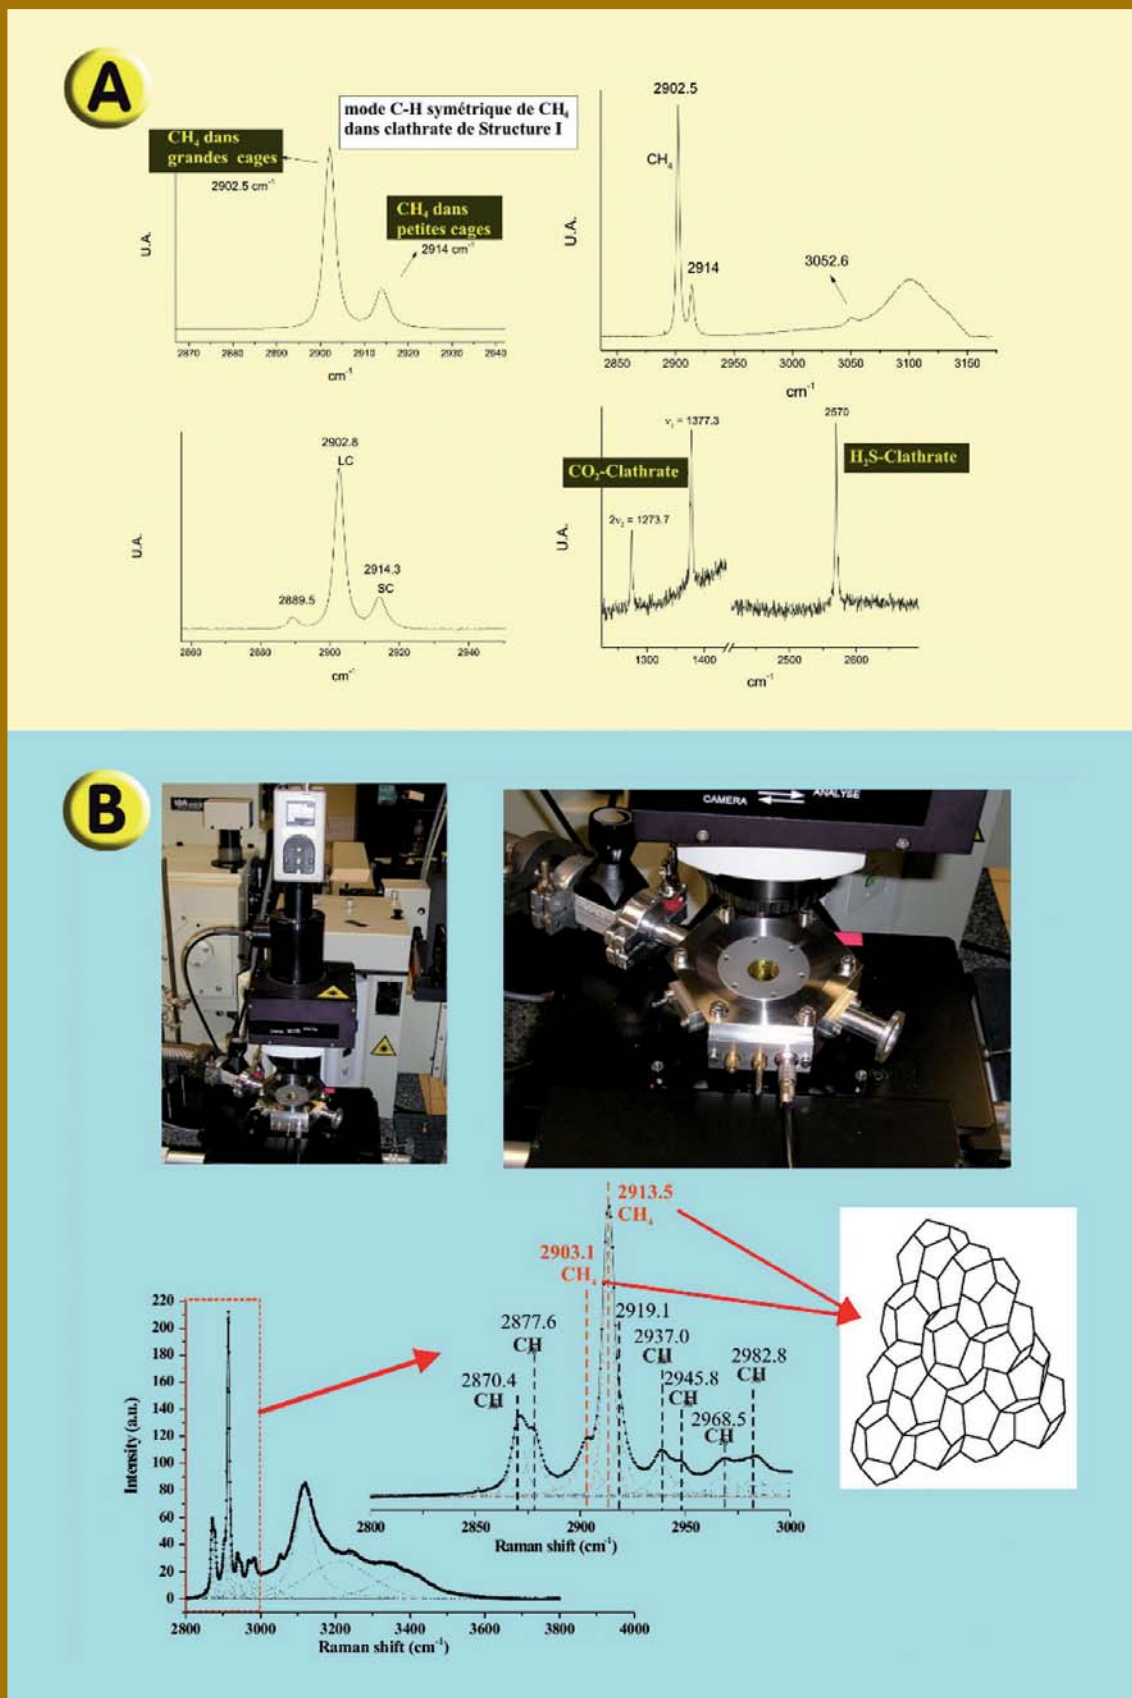 A
mode C-H symétrique de CH₄
dans clathrate de Structure I
CH₄ dans
grandes cages
2902.5 cm⁻¹
CH₄ dans
petites cages
2914 cm⁻¹
U.A.
2870 2880 2890 2900 2910 2920 2930 2940
cm⁻¹
2902.5
CH₄
2914
3052.6
U.A.
2850 2900 2950 3000 3050 3100 3150
cm⁻¹
2902.8
LC
2914.3
SC
2889.5
U.A.
2860 2880 2900 2920 2940
cm⁻¹
2570
ν₁ = 1377.3
H₂S-Clathrate
CO₂-Clathrate
2ν₂ = 1273.7
U.A.
1300 1400 2500 2600
cm⁻¹
B
CAMERA ANALYSE
2913.5
CH₄
2903.1
CH₄
2919.1
2877.6
CH
2937.0
CH
2870.4
CH
2945.8
CH
2982.8
CH
2968.5
CH
2800 2850 2900 2950 3000
Raman shift (cm⁻¹)
220
200
180
160
140
120
100
80
60
40
20
0
Intensity (a.u.)
2800 3000 3200 3400 3600 3800 4000
Raman shift (cm⁻¹)